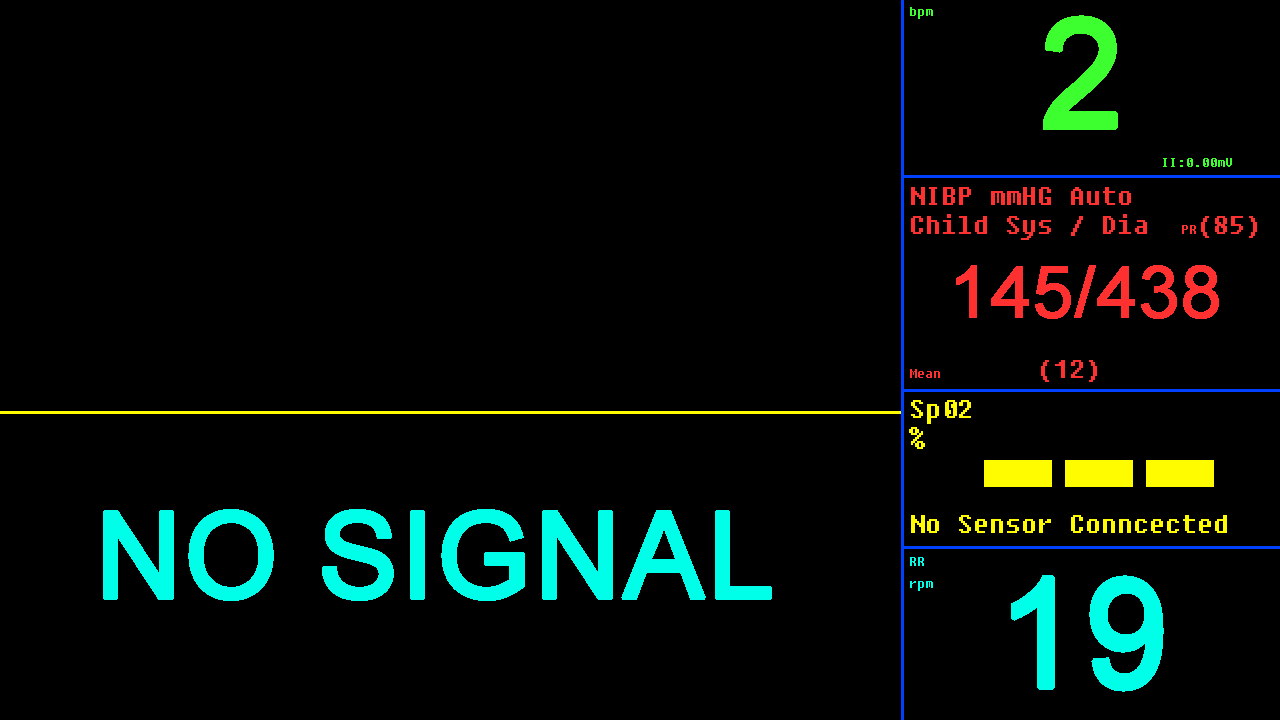 bpm
2
II:0.00mV
NIBP mmHG Auto
Child Sys / Dia PR(85)
145/438
Mean (12)
Sp02
%
No Sensor Conncected
NO SIGNAL
RR
rpm
19